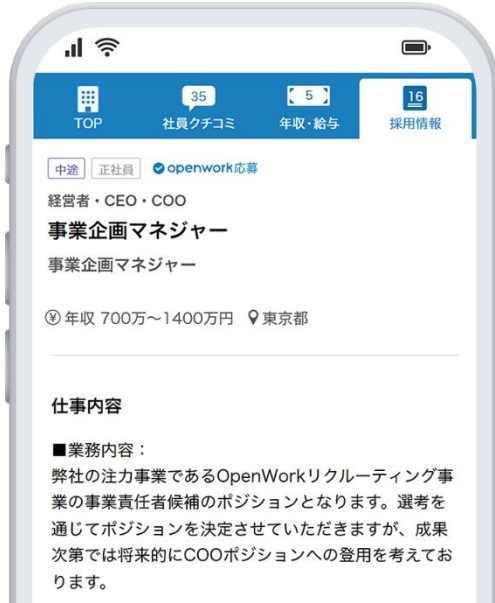 35
5
16
TOP
社員クチコミ
年収・給与
採用情報
中途 正社員 openwork応募
経営者・CEO・COO
事業企画マネジャー
事業企画マネジャー
年収 700万〜1400万円 東京都
仕事内容
■業務内容：
弊社の注力事業であるOpenWorkリクルーティング事
業の事業責任者候補のポジションとなります。選考を
通じてポジションを決定させていただきますが、成果
次第では将来的にCOOポジションへの登用を考えてお
ります。